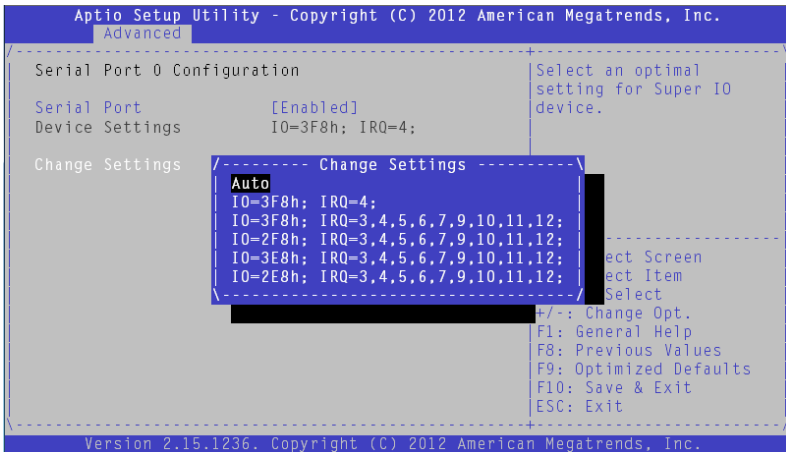 Aptio Setup Utility - Copyright (C) 2012 American Megatrends, Inc.
Advanced
Serial Port 0 Configuration
Serial Port [Enabled]
Device Settings IO=3F8h; IRQ=4;
Change Settings
Select an optimal
setting for Super IO
device.
Change Settings
Auto
IO=3F8h; IRQ=4;
IO=3F8h; IRQ=3,4,5,6,7,9,10,11,12;
IO=2F8h; IRQ=3,4,5,6,7,9,10,11,12;
IO=3E8h; IRQ=3,4,5,6,7,9,10,11,12;
IO=2E8h; IRQ=3,4,5,6,7,9,10,11,12;
ect Screen
ect Item
Select
+/-: Change Opt.
F1: General Help
F8: Previous Values
F9: Optimized Defaults
F10: Save & Exit
ESC: Exit
Version 2.15.1236. Copyright (C) 2012 American Megatrends, Inc.